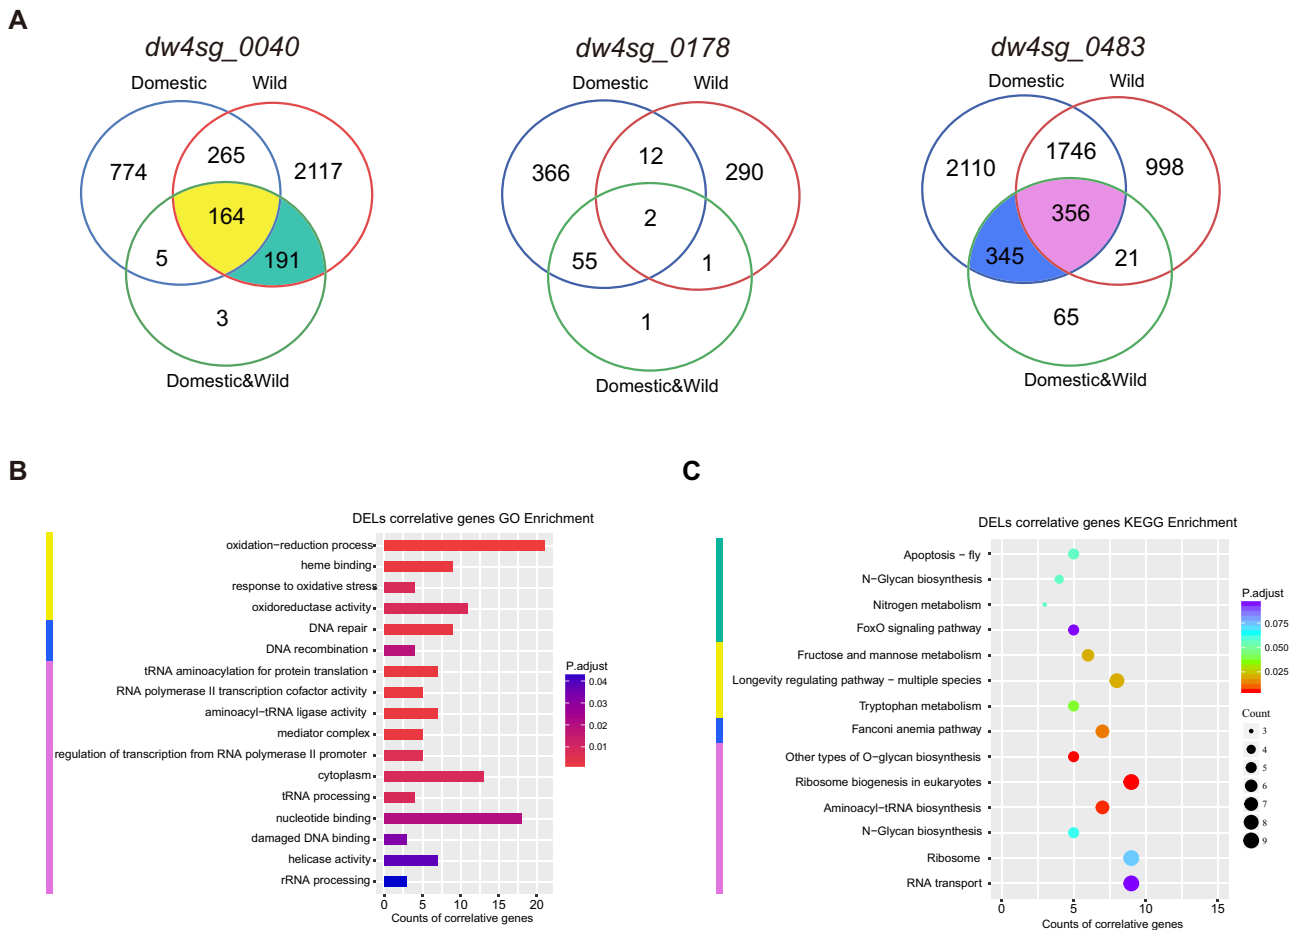 A
dw4sg_0040
dw4sg_0178
dw4sg_0483
Domestic
Wild
774
265
2117
164
5
191
3
Domestic&Wild
366
12
290
2
55
1
1
Domestic&Wild
Domestic
Wild
2110
1746
998
356
345
21
65
Domestic&Wild
B
DELs correlative genes GO Enrichment
oxidation−reduction process
heme binding
response to oxidative stress
oxidoreductase activity
DNA repair
DNA recombination
tRNA aminoacylation for protein translation
RNA polymerase II transcription cofactor activity
aminoacyl−tRNA ligase activity
mediator complex
regulation of transcription from RNA polymerase II promoter
cytoplasm
tRNA processing
nucleotide binding
damaged DNA binding
helicase activity
rRNA processing
0 5 10 15 20
Counts of correlative genes
P.adjust
0.04
0.03
0.02
0.01
C
DELs correlative genes KEGG Enrichment
Apoptosis − fly
N−Glycan biosynthesis
Nitrogen metabolism
FoxO signaling pathway
Fructose and mannose metabolism
Longevity regulating pathway − multiple species
Tryptophan metabolism
Fanconi anemia pathway
Other types of O−glycan biosynthesis
Ribosome biogenesis in eukaryotes
Aminoacyl−tRNA biosynthesis
N−Glycan biosynthesis
Ribosome
RNA transport
0 5 10 15
Counts of correlative genes
P.adjust
0.075
0.050
0.025
Count
3
4
5
6
7
8
9